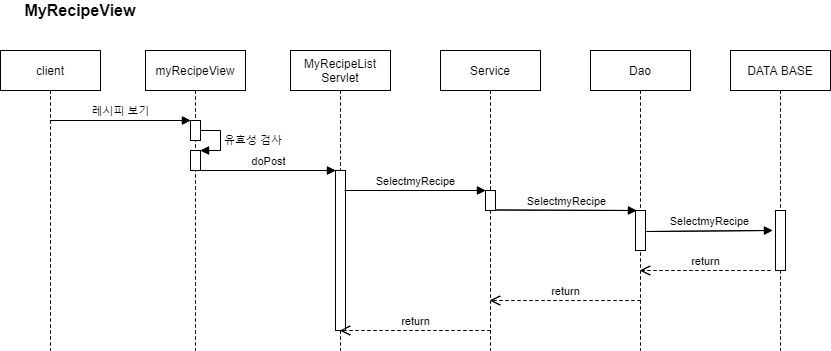 MyRecipeView
client
myRecipeView
MyRecipeList
Servlet
Service
Dao
DATA BASE
레시피 보기
유효성 검사
doPost
SelectmyRecipe
SelectmyRecipe
SelectmyRecipe
return
return
return